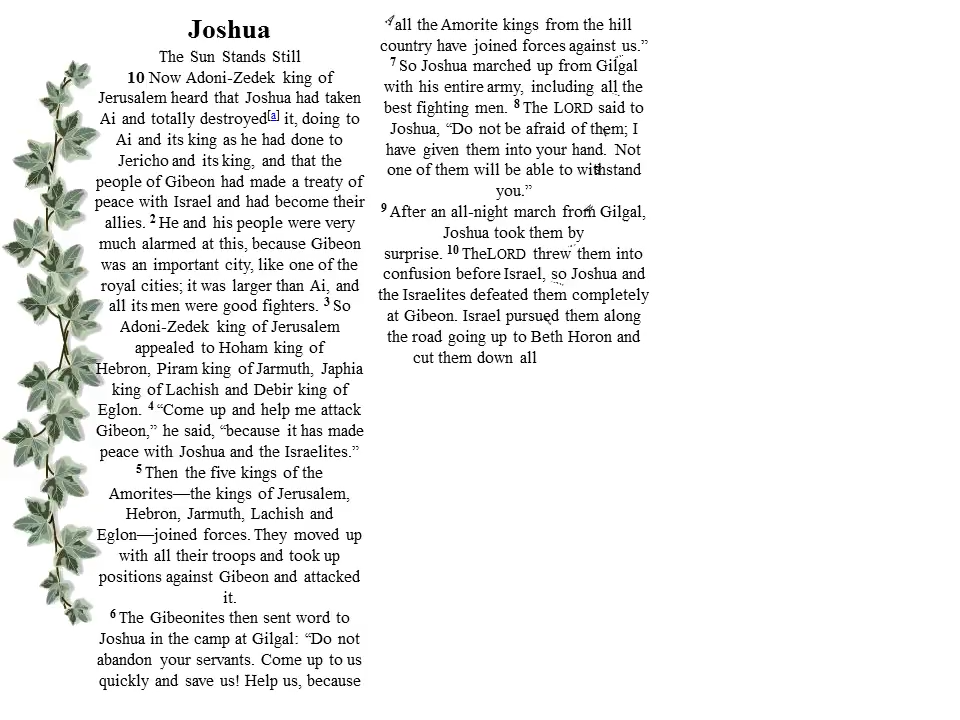 Joshua
The Sun Stands Still
10 Now Adoni-Zedek king of
Jerusalem heard that Joshua had taken
Ai and totally destroyed[a] it, doing to
Ai and its king as he had done to
Jericho and its king, and that the
people of Gibeon had made a treaty of
peace with Israel and had become their
allies. 2 He and his people were very
much alarmed at this, because Gibeon
was an important city, like one of the
royal cities; it was larger than Ai, and
all its men were good fighters. 3 So
Adoni-Zedek king of Jerusalem
appealed to Hoham king of
Hebron, Piram king of Jarmuth, Japhia
king of Lachish and Debir king of
Eglon. 4 “Come up and help me attack
Gibeon,” he said, “because it has made
peace with Joshua and the Israelites.”
5 Then the five kings of the
Amorites—the kings of Jerusalem,
Hebron, Jarmuth, Lachish and
Eglon—joined forces. They moved up
with all their troops and took up
positions against Gibeon and attacked
it.
6 The Gibeonites then sent word to
Joshua in the camp at Gilgal: “Do not
abandon your servants. Come up to us
quickly and save us! Help us, because
all the Amorite kings from the hill
country have joined forces against us.”
7 So Joshua marched up from Gilgal
with his entire army, including all the
best fighting men. 8 The LORD said to
Joshua, “Do not be afraid of them; I
have given them into your hand. Not
one of them will be able to withstand
you.”
9 After an all-night march from Gilgal,
Joshua took them by
surprise. 10 TheLORD threw them into
confusion before Israel, so Joshua and
the Israelites defeated them completely
at Gibeon. Israel pursued them along
the road going up to Beth Horon and
cut them down all